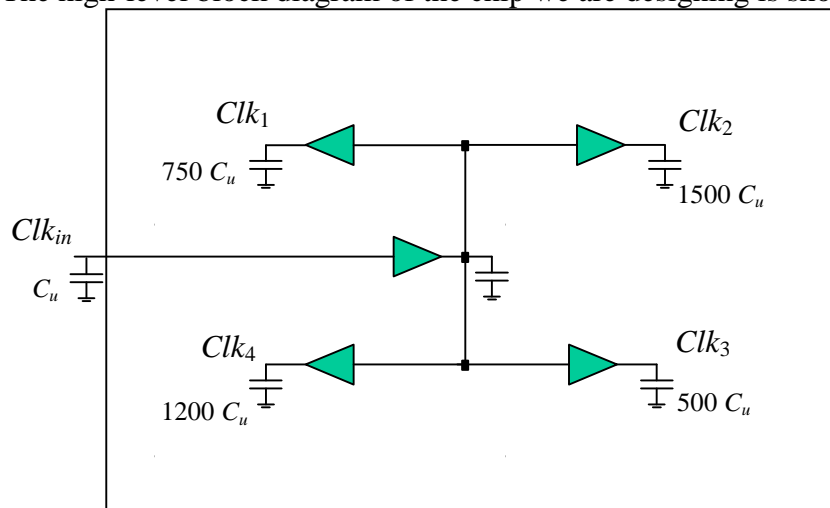 The high-level block diagram of the chip we are designing is
Clk1
Clk2
750 Cu
1500 Cu
Clkin
Cu
Clk4
Clk3
1200 Cu
500 Cu